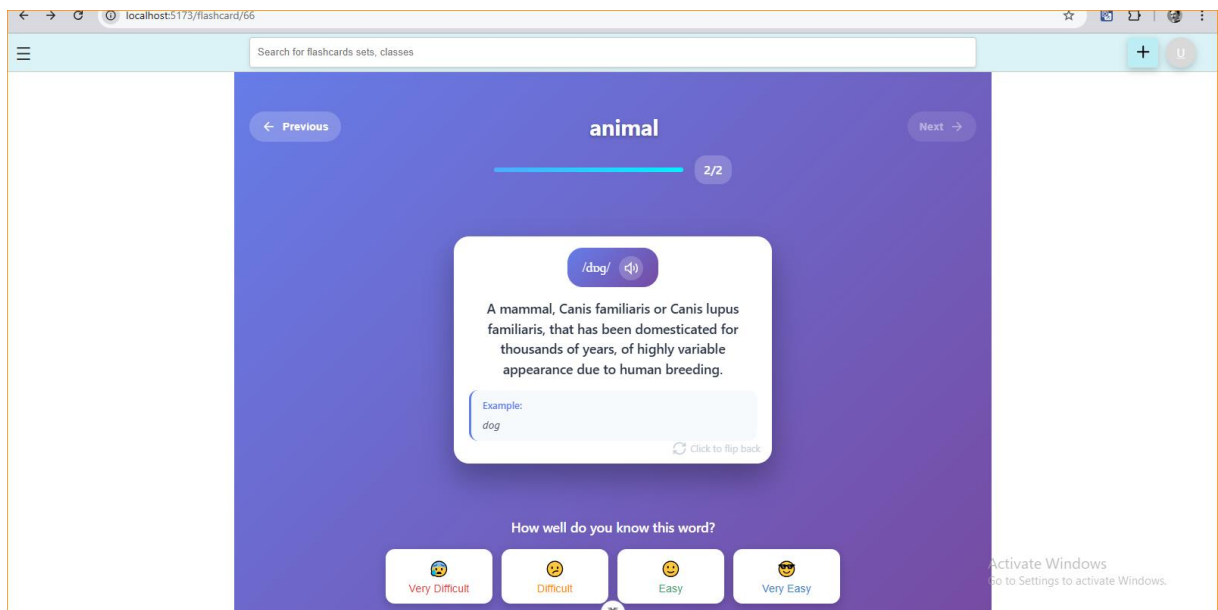 localhost:5173/flashcard/66
Search for flashcards sets, classes
+
U
← Previous
animal
Next →
2/2
/dɒg/
A mammal, Canis familiaris or Canis lupus
familiaris, that has been domesticated for
thousands of years, of highly variable
appearance due to human breeding.
Example:
dog
Click to flip back
How well do you know this word?
Very Difficult
Difficult
Easy
Very Easy
Activate Windows
Go to Settings to activate Windows.